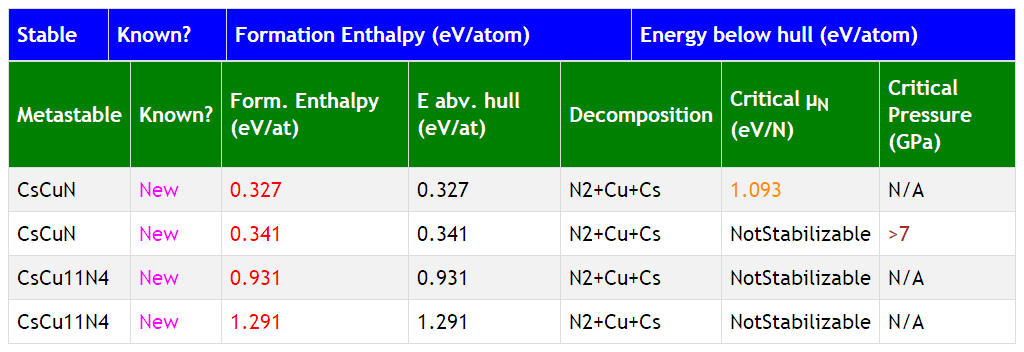 Stable Known? Formation Enthalpy (eV/atom) Energy below hull (eV/atom)
Metastable Known? Form. Enthalpy (eV/at) E abv. hull (eV/at) Decomposition Critical μN (eV/N) Critical Pressure (GPa)
CsCuN New 0.327 0.327 N2+Cu+Cs 1.093 N/A
CsCuN New 0.341 0.341 N2+Cu+Cs NotStabilizable >7
CsCu11N4 New 0.931 0.931 N2+Cu+Cs NotStabilizable N/A
CsCu11N4 New 1.291 1.291 N2+Cu+Cs NotStabilizable N/A